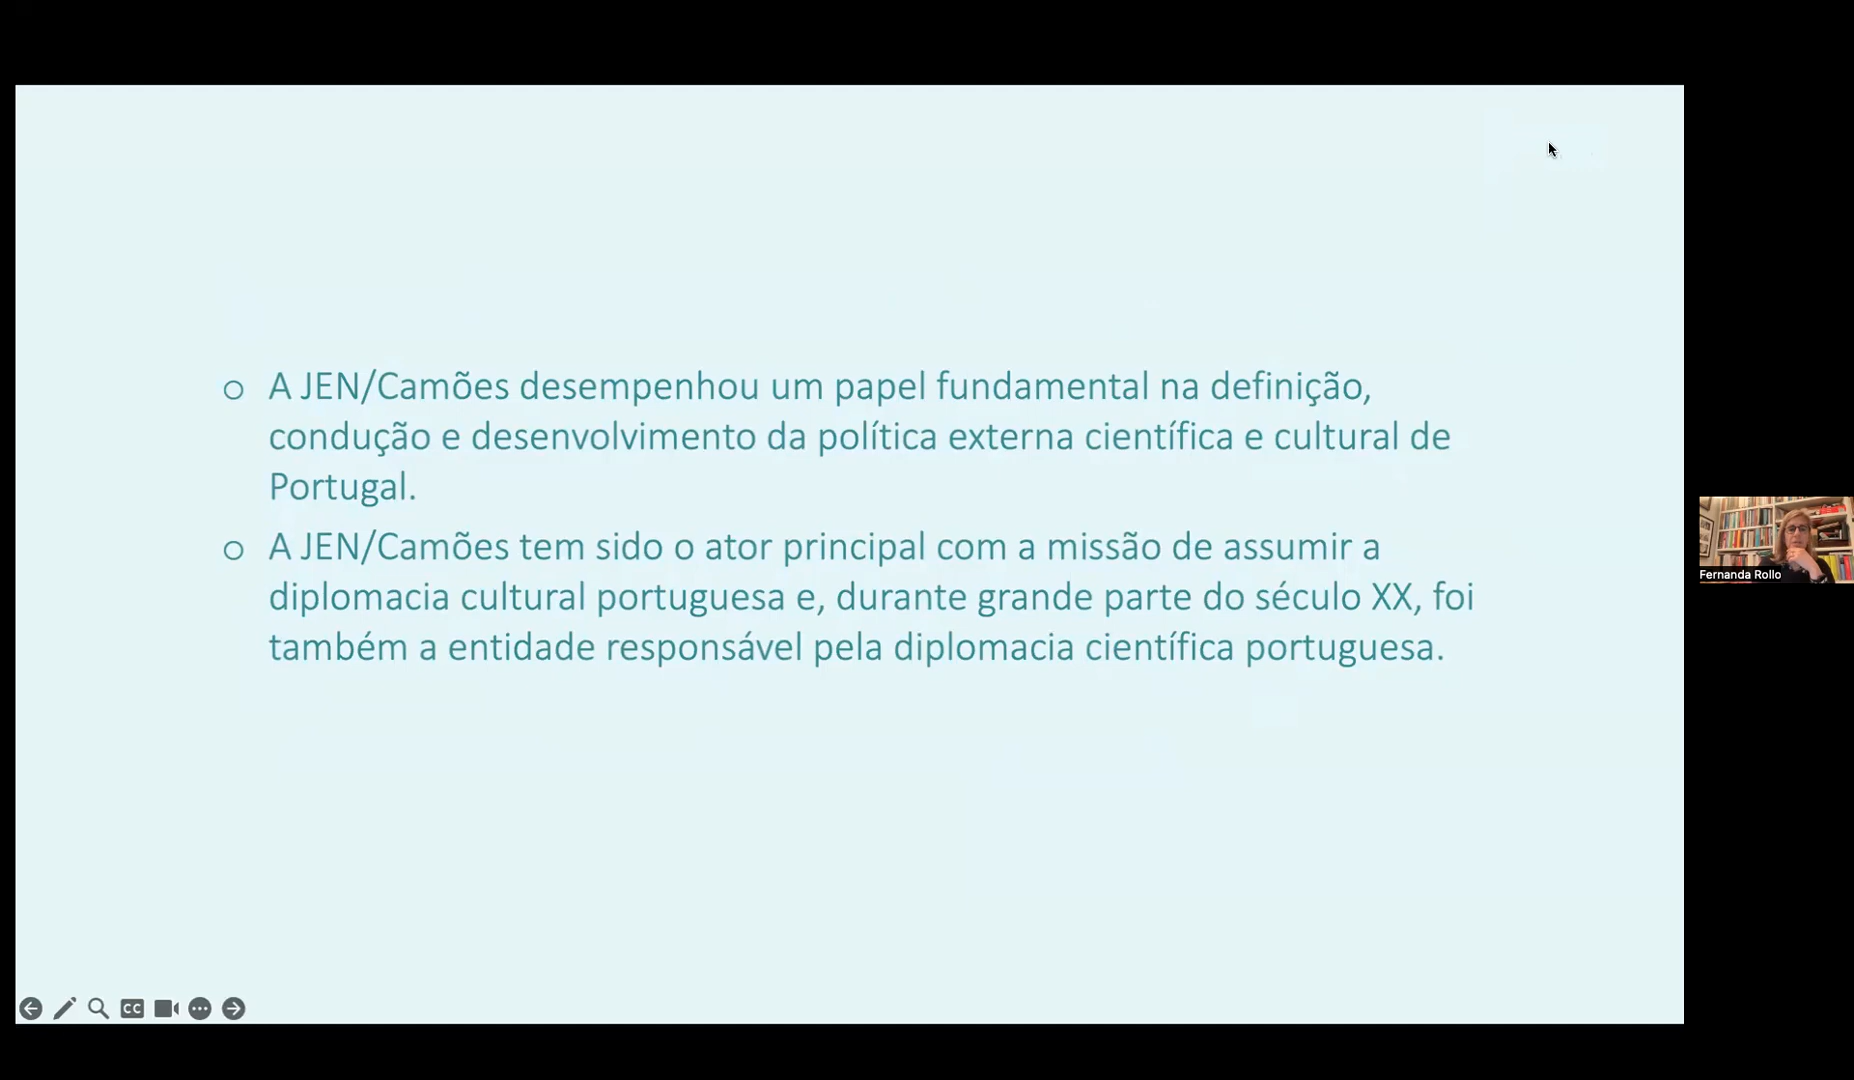 o A JEN/Camões desempenhou um papel fundamental na definição,
condução e desenvolvimento da política externa científica e cultural de
Portugal.
o A JEN/Camões tem sido o ator principal com a missão de assumir a
diplomacia cultural portuguesa e, durante grande parte do século XX, foi
também a entidade responsável pela diplomacia científica portuguesa.
Fernanda Rollo
CC